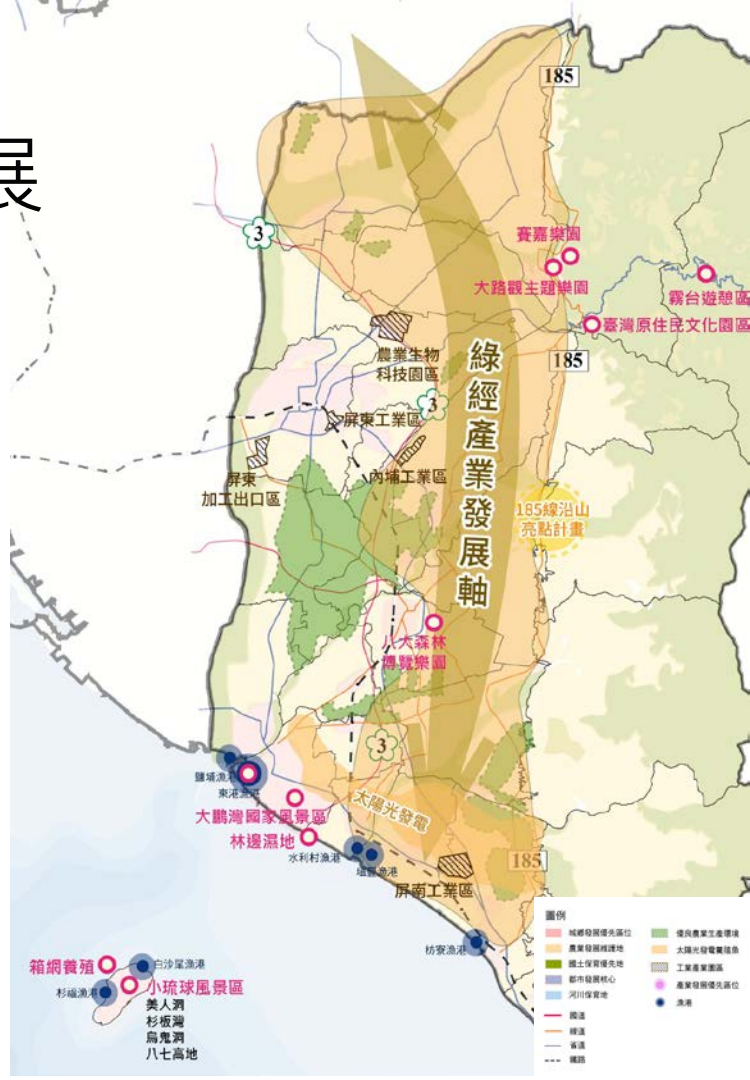 展
185
3
賽嘉樂園
大路觀主題樂園
霧台遊憩區
臺灣原住民文化園區
185
農業生物
科技園區
3
屏東工業區
內埔工業區
屏東
加工出口區
綠經產業發展軸
185線沿山
亮點計畫
八大森林
博覽樂園
3
鹽埔漁港
東港漁港
太陽光發電
大鵬灣國家風景區
林邊濕地
水利村漁港
塭豐漁港
185
屏南工業區
枋寮漁港
箱網養殖
白沙尾漁港
杉福漁港
小琉球風景區
美人洞
杉板灣
烏鬼洞
八七高地
圖例
城鄉發展優先區位
農業發展維護地
國土保育優先地
都市發展核心
河川保育地
國道
縣道
省道
鐵路
優良農業生產環境
工業產業園區
產業發展優先區位
漁港